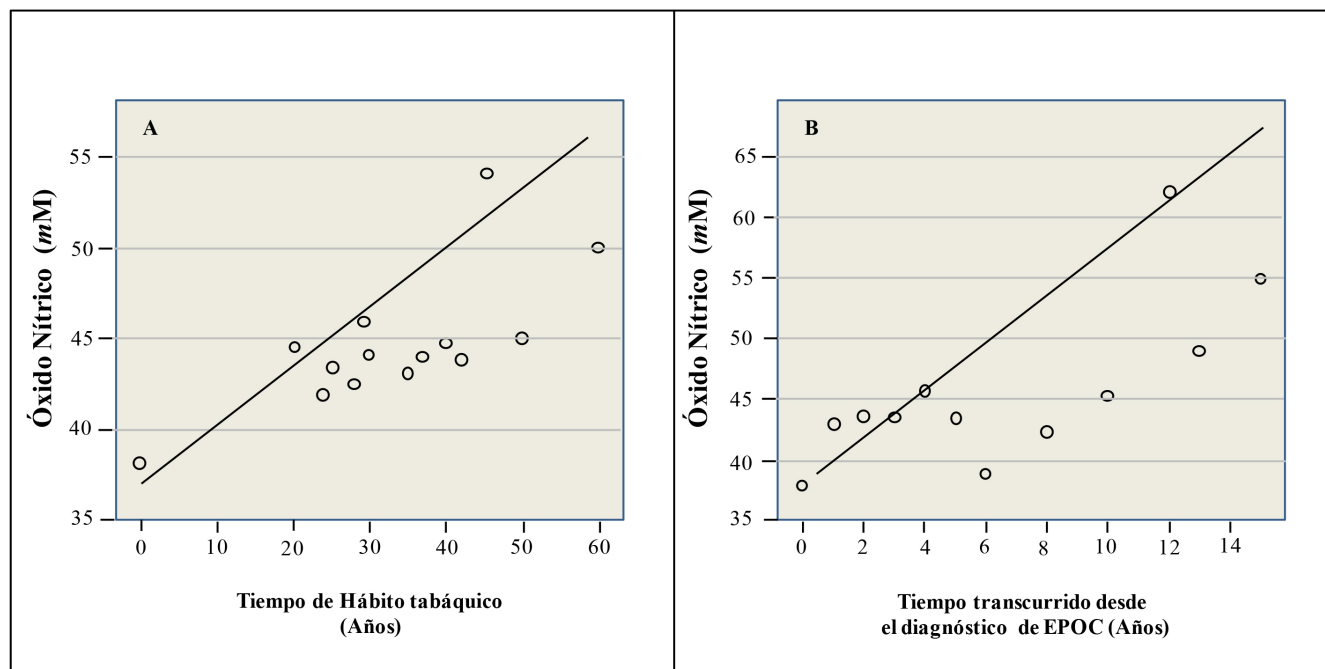 A
Óxido Nítrico (mM)
55
50
45
40
35
0 10 20 30 40 50 60
Tiempo de Hábito tabáquico
(Años)
B
Óxido Nítrico (mM)
65
60
55
50
45
40
35
0 2 4 6 8 10 12 14
Tiempo transcurrido desde
el diagnóstico de EPOC (Años)